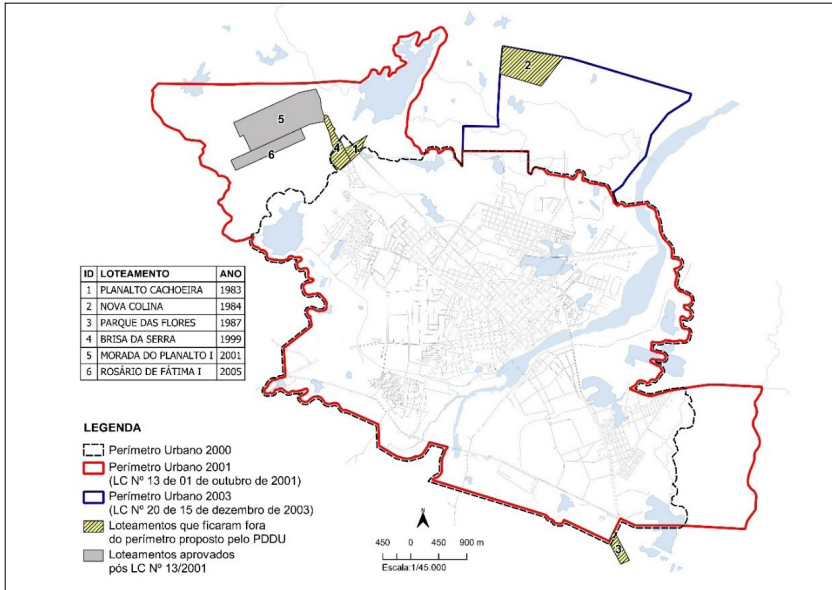 2
5
6
4
1
3
ID LOTEAMENTO ANO
1 PLANALTO CACHOEIRA 1983
2 NOVA COLINA 1984
3 PARQUE DAS FLORES 1987
4 BRISA DA SERRA 1999
5 MORADA DO PLANALTO I 2001
6 ROSÁRIO DE FÁTIMA I 2005
LEGENDA
Perímetro Urbano 2000
Perímetro Urbano 2001
(LC Nº 13 de 01 de outubro de 2001)
Perímetro Urbano 2003
(LC Nº 20 de 15 de dezembro de 2003)
Loteamentos que ficaram fora
do perímetro proposto pelo PDDU
Loteamentos aprovados
pós LC Nº 13/2001
N
450 0 450 900 m
Escala:1/45.000